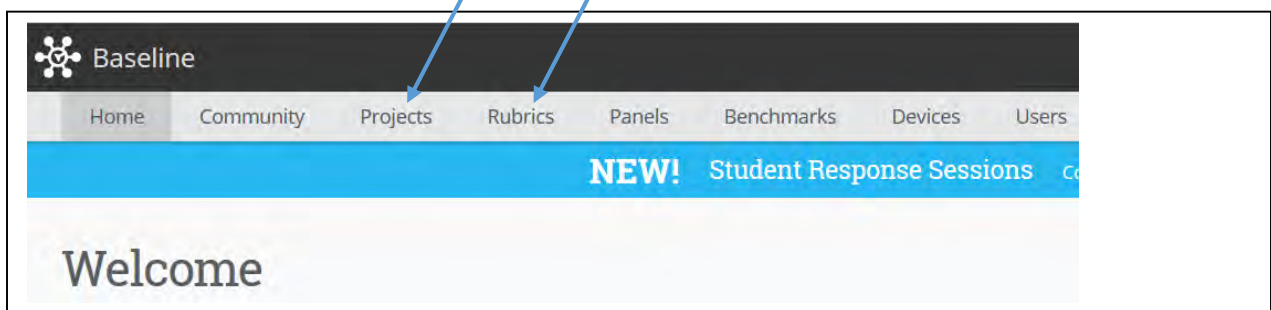 Baseline
Home Community Projects Rubrics Panels Benchmarks Devices Users
NEW! Student Response Sessions
Welcome